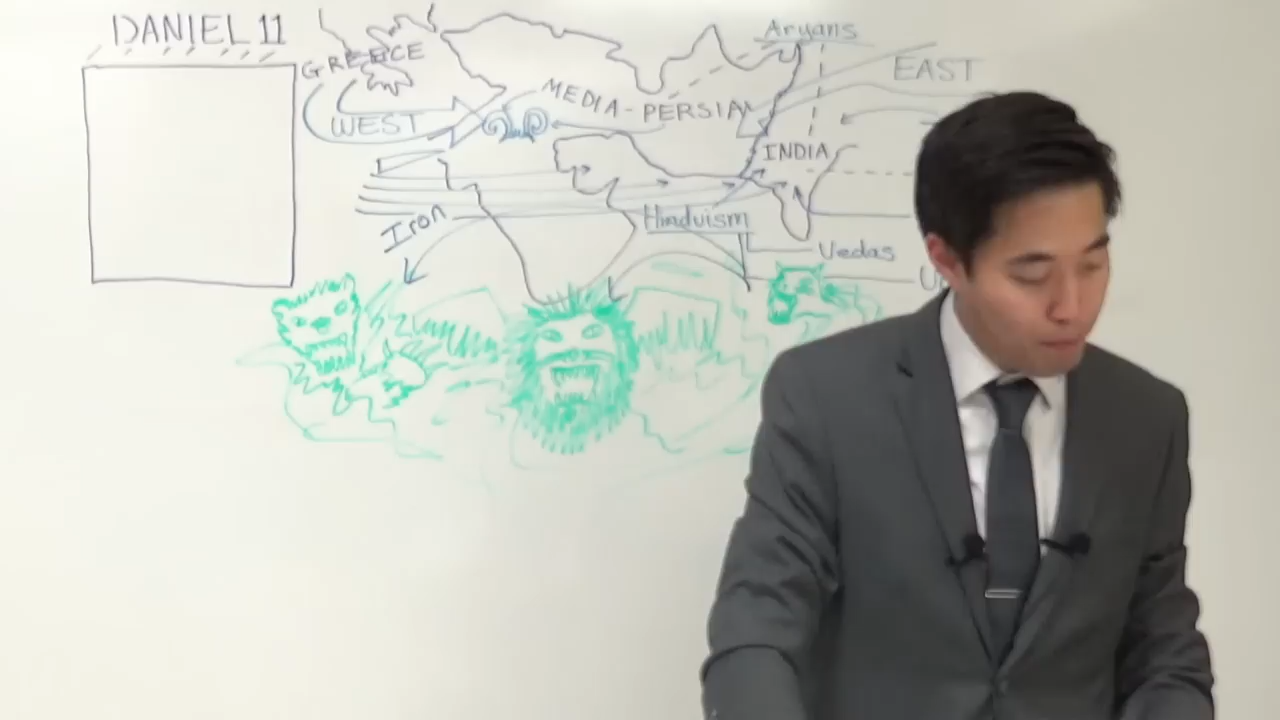 DANIEL 11
Aryans
GREECE
EAST
MEDIA-PERSIA
WEST
INDIA
Iron
Hinduism
Vedas